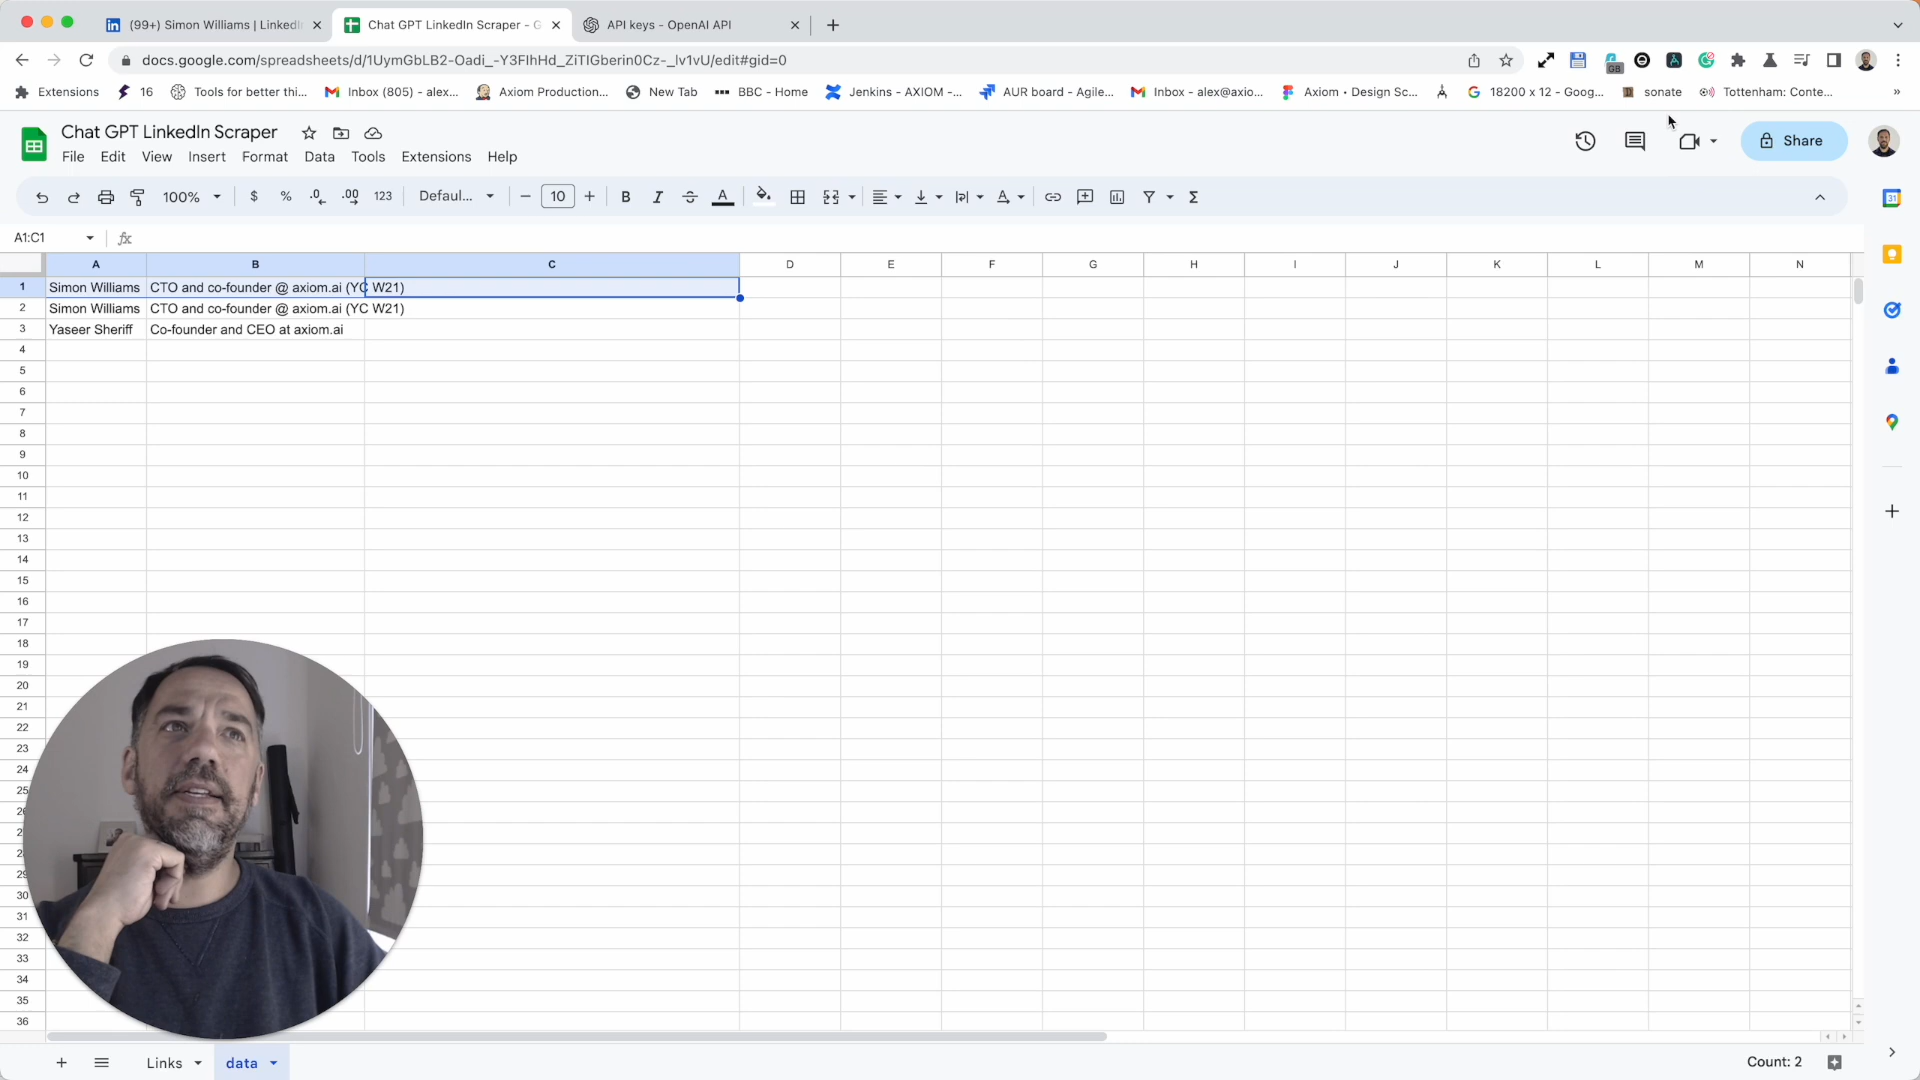 (99+) Simon Williams | LinkedIn
Chat GPT LinkedIn Scraper - G
API keys - OpenAI API
docs.google.com/spreadsheets/d/1UymGbLB2-Oadi_-Y3FIhHd_ZiTIGberin0Cz-_lv1vU/edit#gid=0
GB
Extensions
16
Tools for better thi...
Inbox (805) - alex...
Axiom Production...
New Tab
BBC - Home
Jenkins - AXIOM -...
AUR board - Agile...
Inbox - alex@axio...
Axiom • Design Sc...
18200 x 12 - Goog...
sonate
Tottenham: Conte...
»
Chat GPT LinkedIn Scraper
File Edit View Insert Format Data Tools Extensions Help
Share
100% $ % .0 .00 123 Defaul... − 10 + B I A Σ
31
A1:C1 fx
A B C D E F G H I J K L M N
1 Simon Williams CTO and co-founder @ axiom.ai (YC W21)
2 Simon Williams CTO and co-founder @ axiom.ai (YC W21)
3 Yaseer Sheriff Co-founder and CEO at axiom.ai
4
5
6
7
8
9
10
11
12
13
14
15
16
17
18
19
20
21
22
23
24
25
26
2
2
29
30
31
32
33
34
35
36
Links data Count: 2